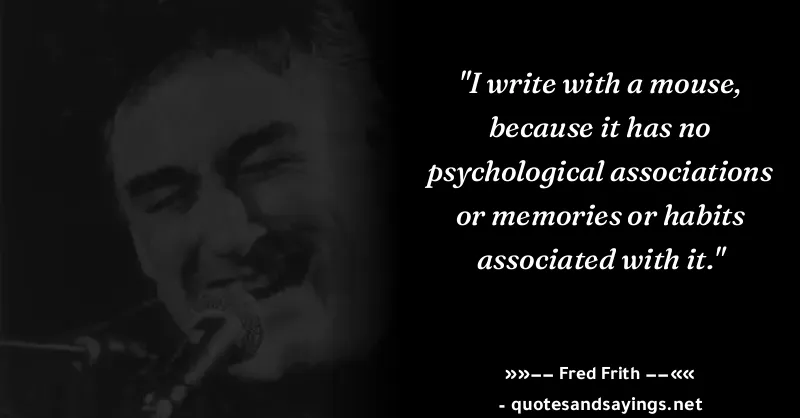 "I write with a mouse,
because it has no
psychological associations
or memories or habits
associated with it."
»»−− Fred Frith −−««
- quotesandsayings.net